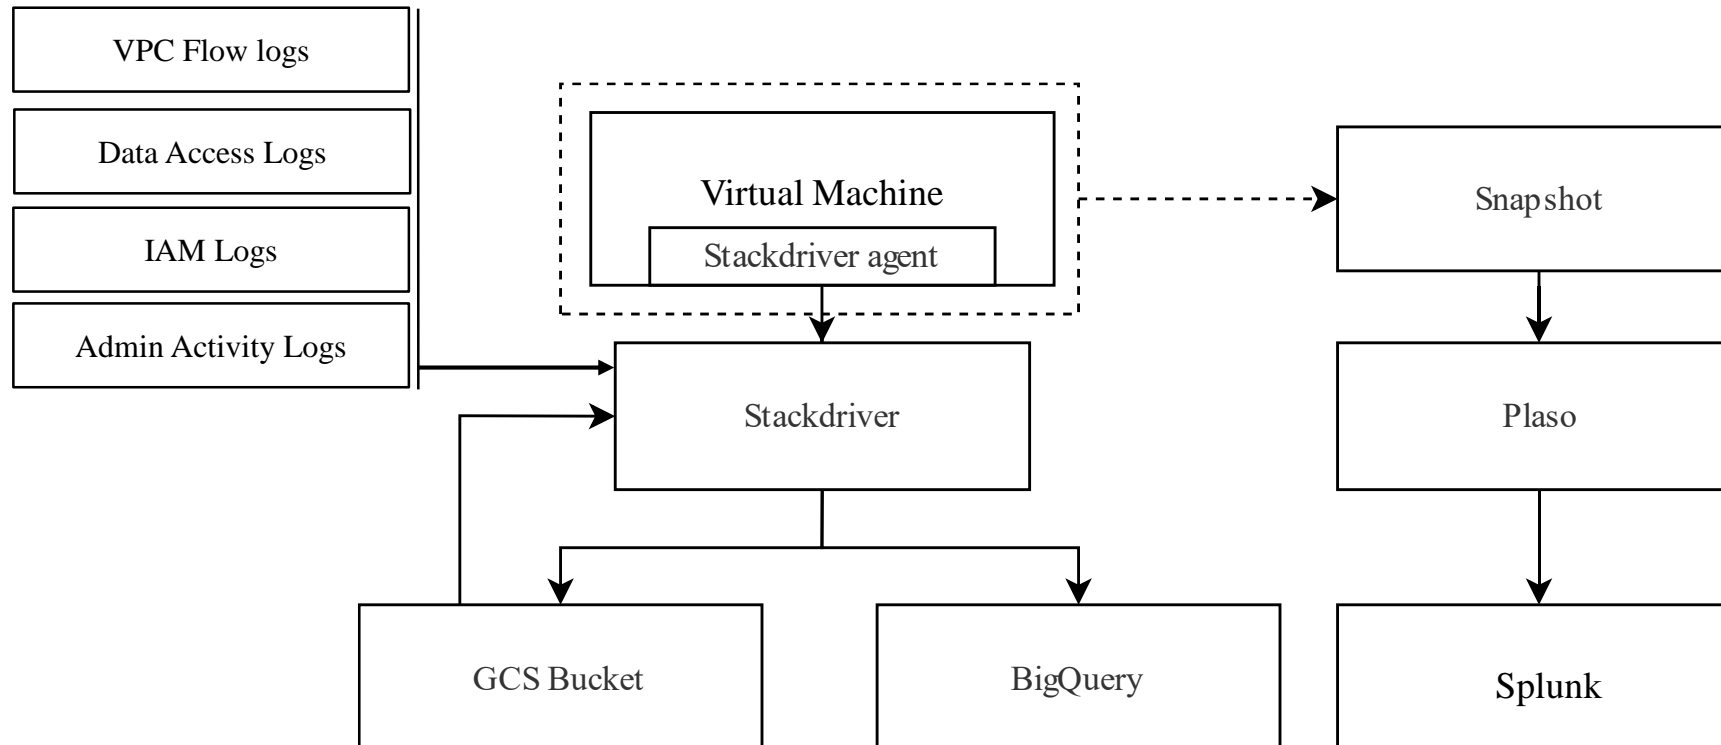 VPC Flow logs
Data Access Logs
IAM Logs
Admin Activity Logs
Virtual Machine
Stackdriver agent
Snapshot
Stackdriver
Plaso
GCS Bucket
BigQuery
Splunk